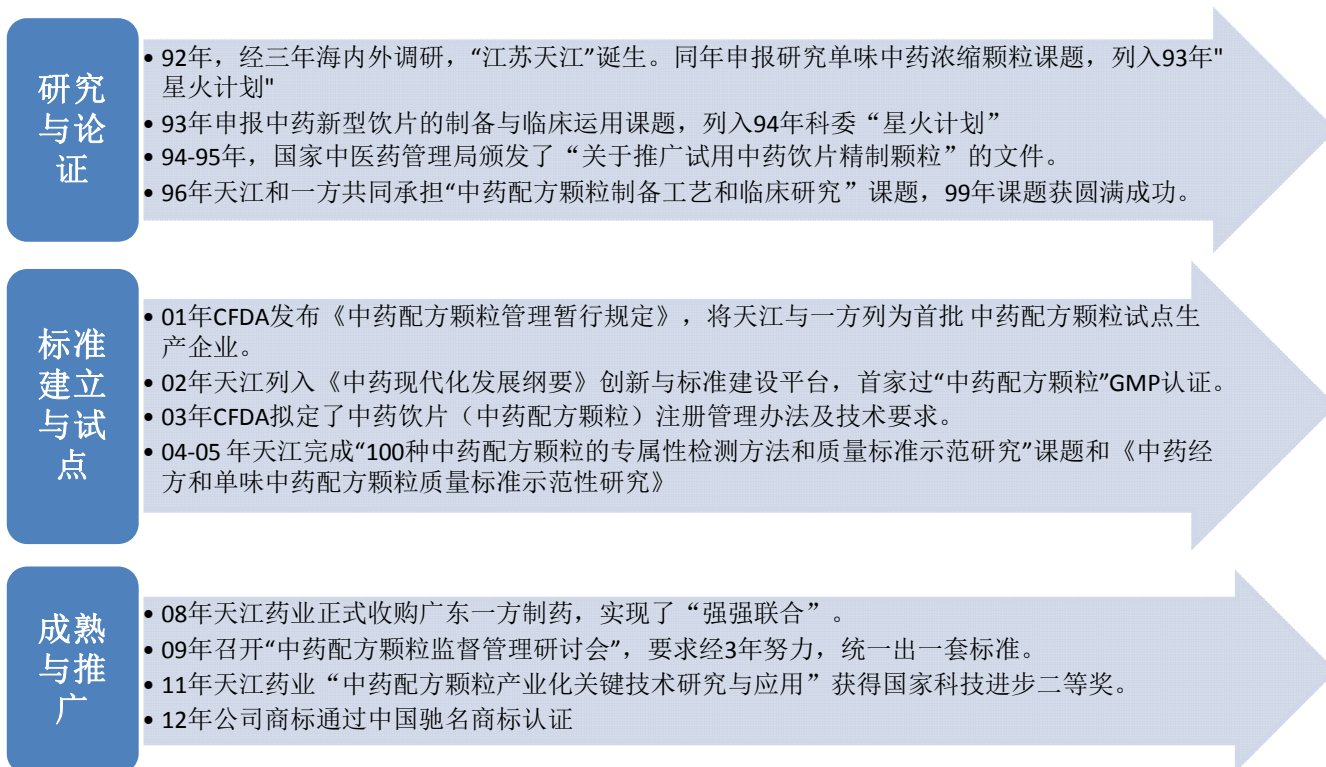 研究
与论
证
• 92年，经三年海内外调研，“江苏天江”诞生。同年申报研究单味中药浓缩颗粒课题，列入93年"
星火计划"
• 93年申报中药新型饮片的制备与临床运用课题，列入94年科委“星火计划”
• 94-95年，国家中医药管理局颁发了“关于推广试用中药饮片精制颗粒”的文件。
• 96年天江和一方共同承担“中药配方颗粒制备工艺和临床研究”课题，99年课题获圆满成功。
标准
建立
与试
点
• 01年CFDA发布《中药配方颗粒管理暂行规定》，将天江与一方列为首批 中药配方颗粒试点生
产企业。
• 02年天江列入《中药现代化发展纲要》创新与标准建设平台，首家过“中药配方颗粒”GMP认证。
• 03年CFDA拟定了中药饮片（中药配方颗粒）注册管理办法及技术要求。
• 04-05 年天江完成“100种中药配方颗粒的专属性检测方法和质量标准示范研究”课题和《中药经
方和单味中药配方颗粒质量标准示范性研究》
成熟
与推
广
• 08年天江药业正式收购广东一方制药，实现了“强强联合”。
• 09年召开“中药配方颗粒监督管理研讨会”，要求经3年努力，统一出一套标准。
• 11年天江药业“中药配方颗粒产业化关键技术研究与应用”获得国家科技进步二等奖。
• 12年公司商标通过中国驰名商标认证